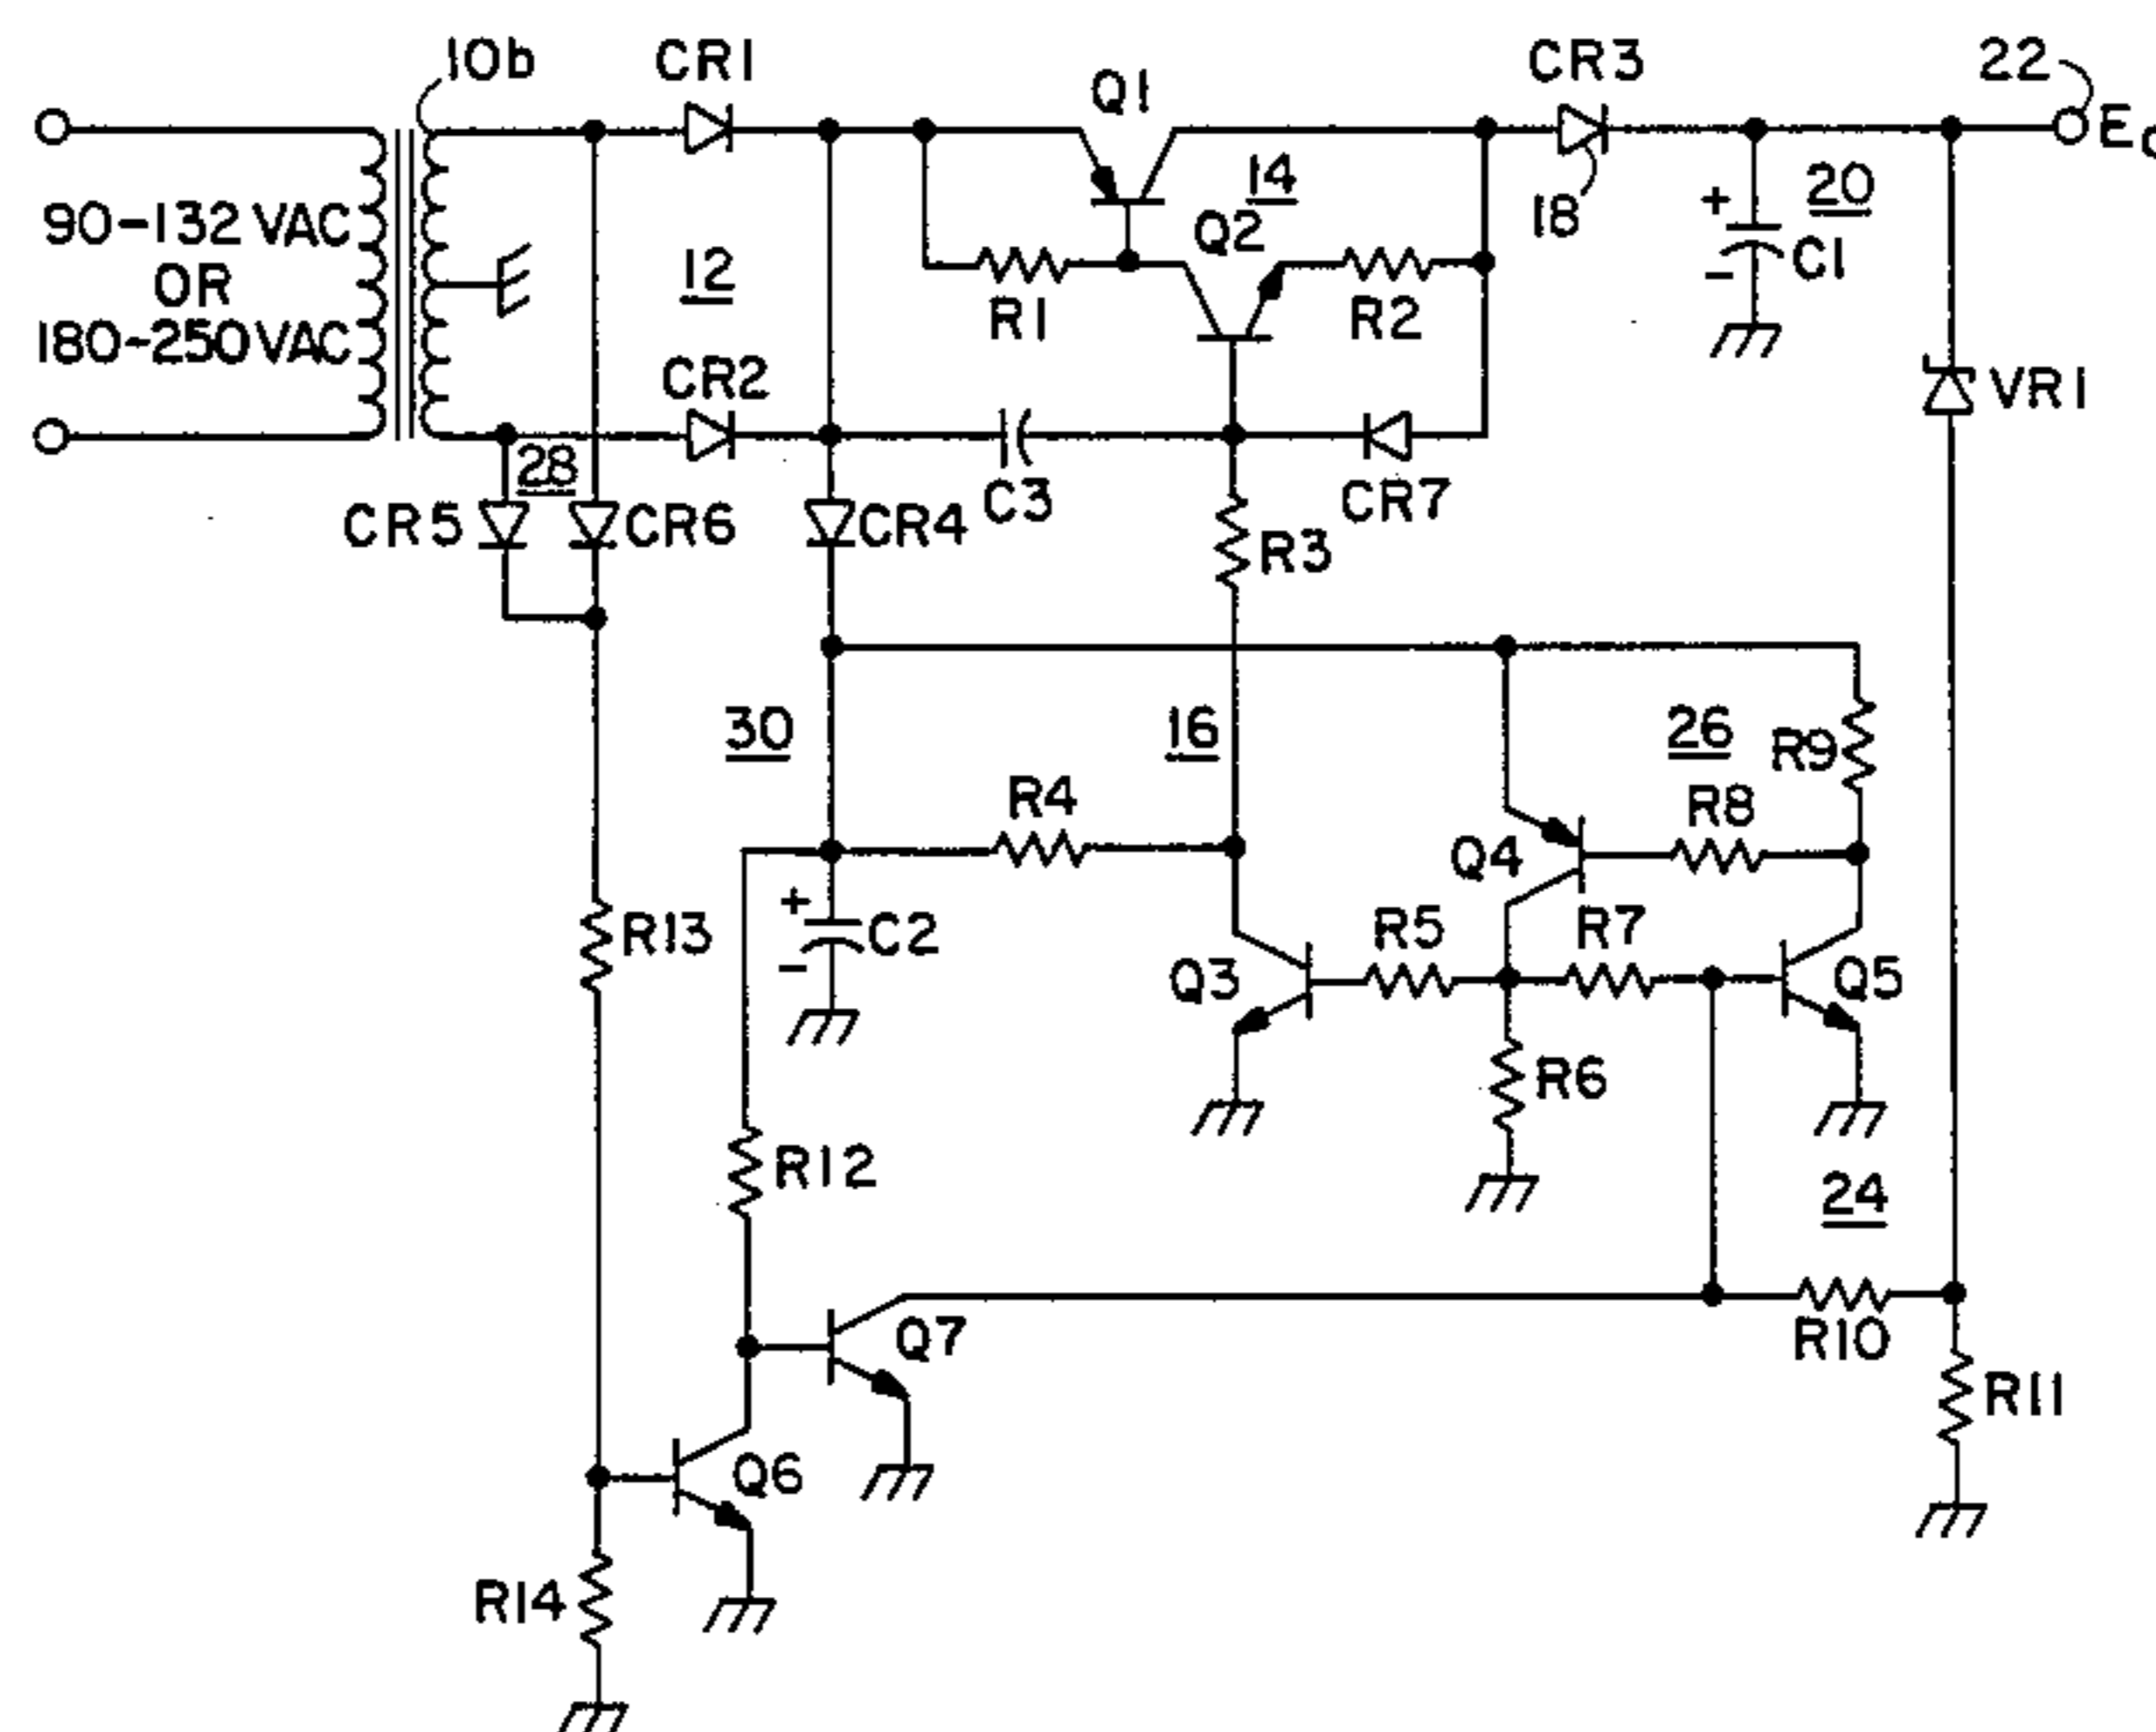 10b
CR1
Q1
CR3
22
E
90-132 VAC
OR
180-250 VAC
12
14
Q2
18
20
+
-
C1
R1
R2
CR2
VR1
28
CR5
CR6
CR4
C3
CR7
R3
30
16
26
R9
R4
R8
Q4
R13
+
-
C2
R5
R7
Q3
Q5
R6
R12
24
Q7
R10
R11
Q6
R14